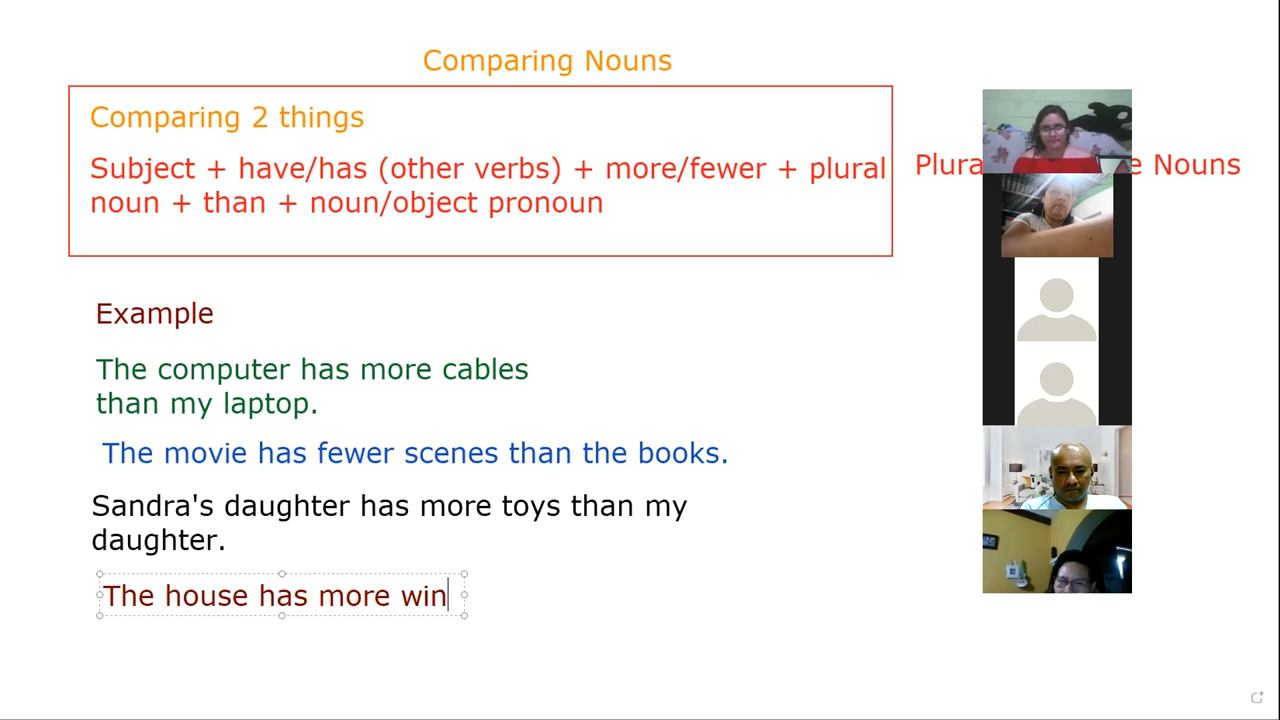 Comparing Nouns
Comparing 2 things
Subject + have/has (other verbs) + more/fewer + plural
noun + than + noun/object pronoun
Nouns
Example
The computer has more cables
than my laptop.
The movie has fewer scenes than the books.
Sandra's daughter has more toys than my
daughter.
The house has more win